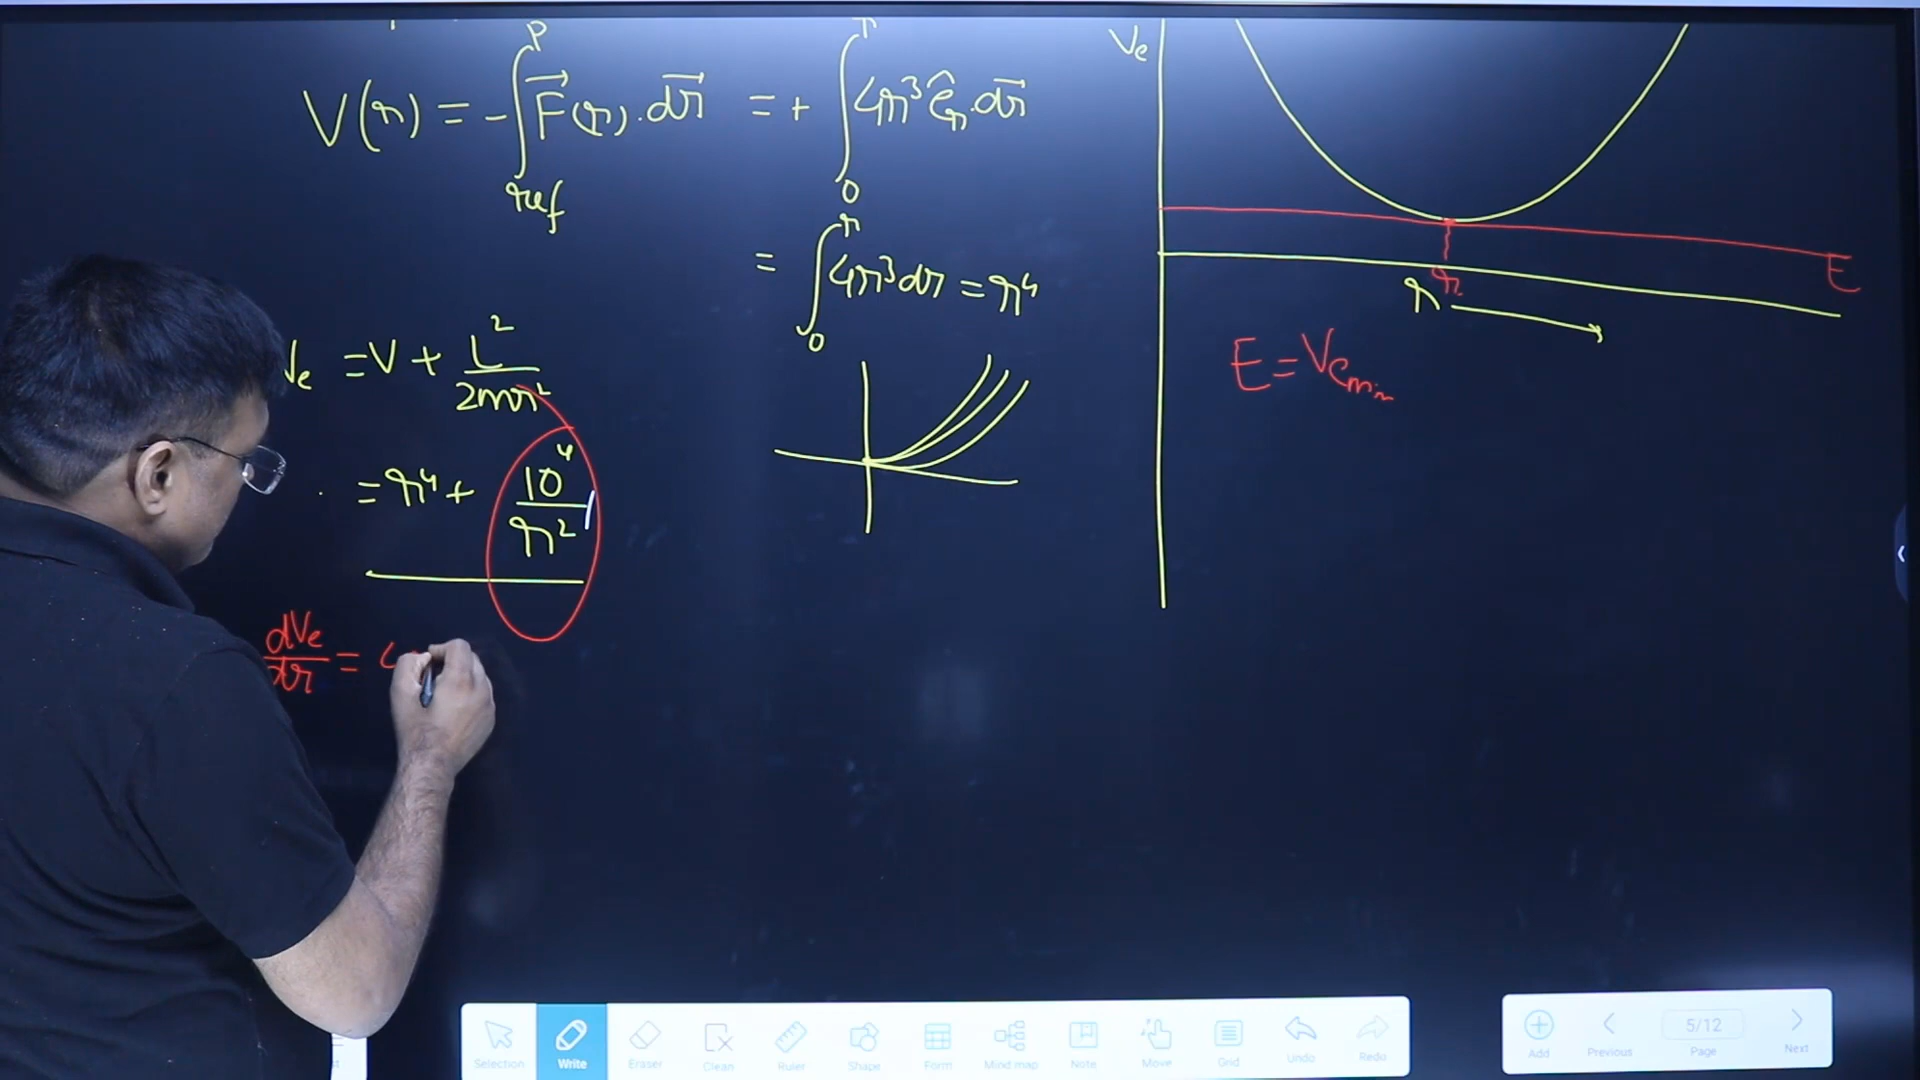 V(r) = -∫_ref^P F⃗(r).dr⃗ = + ∫_0^r 4r³ ê_r.dr⃗
= ∫_0^r 4r³dr = r⁴
Ve = V + L²/2mr²
= r⁴ + 10⁴/r²
dVe/dr = 4
Ve
E
r
r
E = Vemin
Selection Write Eraser Clean Ruler Shape Form Mind map Note Move Grid Undo Redo
Add Previous 5/12 Page Next